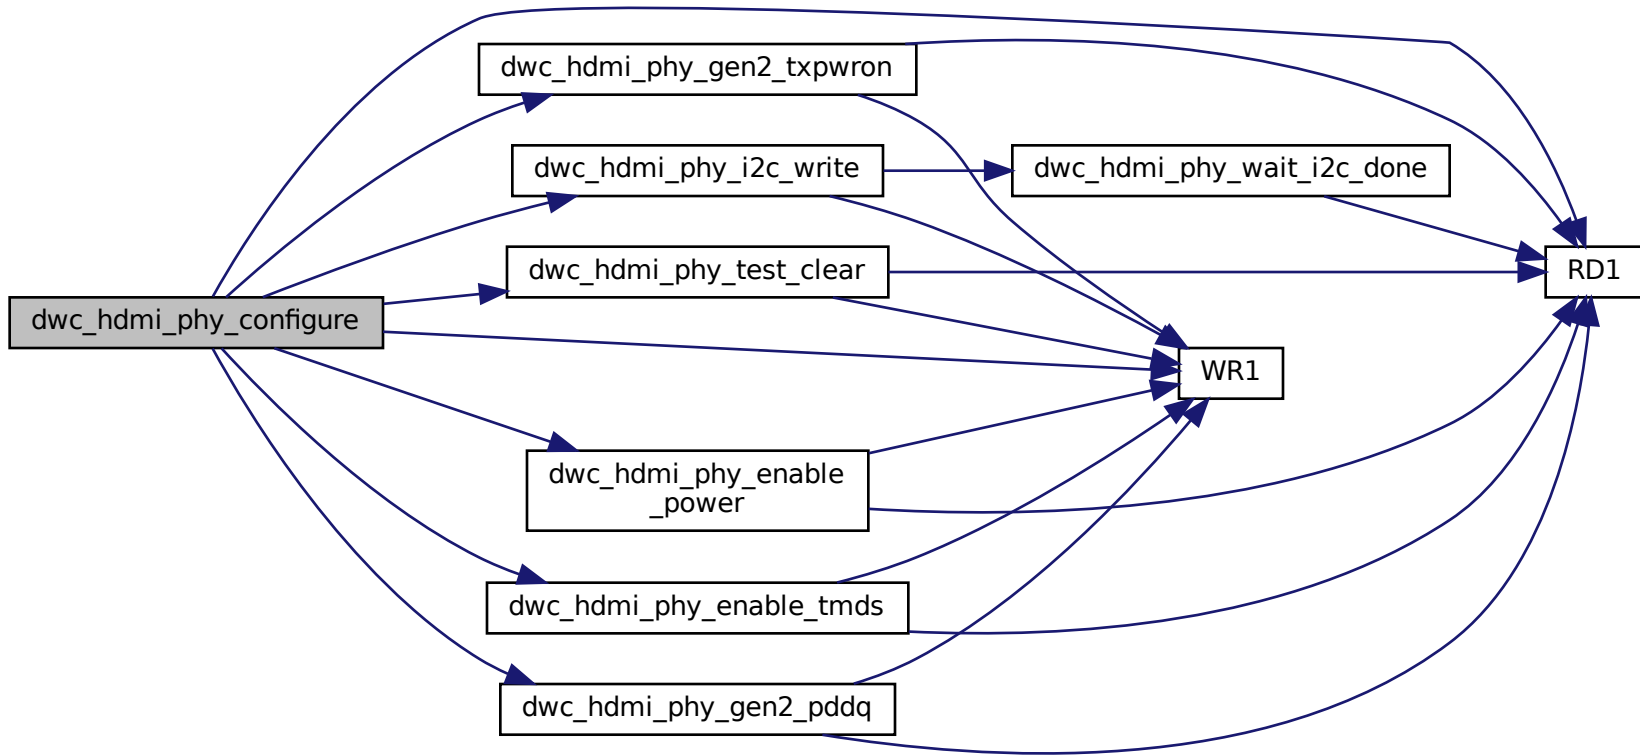 dwc_hdmi_phy_gen2_txpwron
dwc_hdmi_phy_i2c_write
dwc_hdmi_phy_wait_i2c_done
dwc_hdmi_phy_test_clear
RD1
dwc_hdmi_phy_configure
WR1
dwc_hdmi_phy_enable
_power
dwc_hdmi_phy_enable_tmds
dwc_hdmi_phy_gen2_pddq